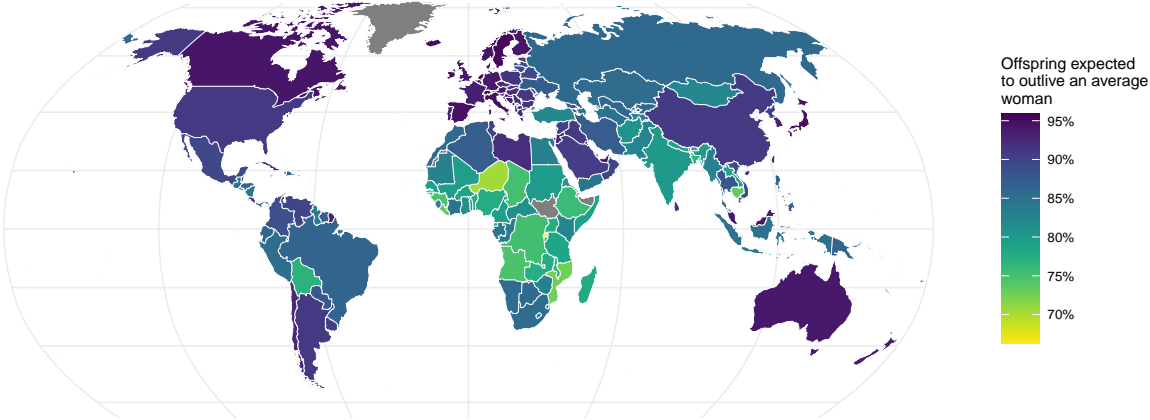 Offspring expected
to outlive an average
woman
95%
90%
85%
80%
75%
70%